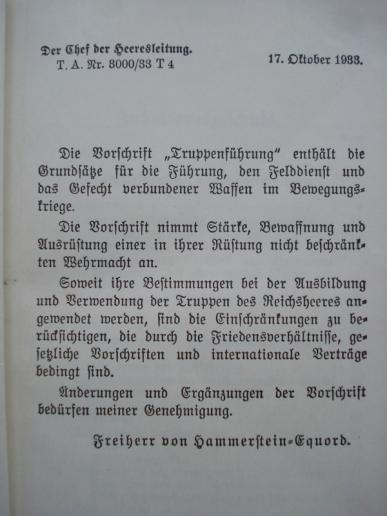 Der Chef der Heeresleitung.
T. A. Nr. 3000/33 T 4
17. Oktober 1933.
Die Vorschrift „Truppenführung“ enthält die
Grundsätze für die Führung, den Felddienst und
das Gefecht verbundener Waffen im Bewegungs-
kriege.
Die Vorschrift nimmt Stärke, Bewaffnung und
Ausrüstung einer in ihrer Rüstung nicht beschränk-
ten Wehrmacht an.
Soweit ihre Bestimmungen bei der Ausbildung
und Verwendung der Truppen des Reichsheeres an-
gewendet werden, sind die Einschränkungen zu be-
rücksichtigen, die durch die Friedensverhältnisse, ge-
setzliche Vorschriften und internationale Verträge
bedingt sind.
Änderungen und Ergänzungen der Vorschrift
bedürfen meiner Genehmigung.
Freiherr von Hammerstein-Equord.